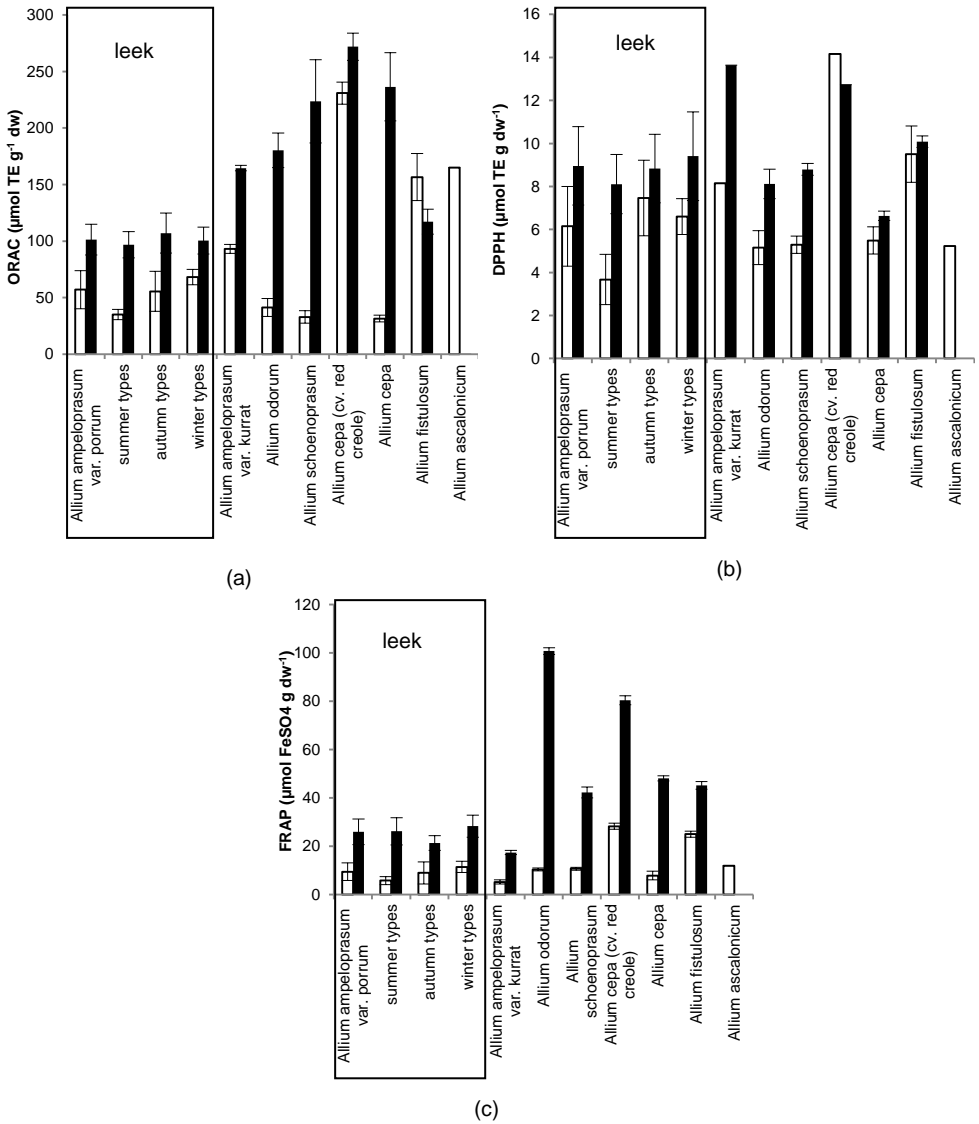 300
250
200
150
100
50
0
ORAC (µmol TE g-1 dw)
leek
Allium ampeloprasum
var. porrum
summer types
autumn types
winter types
Allium ampeloprasum
var. kurrat
Allium odorum
Allium schoenoprasum
Allium cepa (cv. red
creole)
Allium cepa
Allium fistulosum
Allium ascalonicum
(a)
16
14
12
10
8
6
4
2
0
DPPH (µmol TE g dw-1)
leek
Allium ampeloprasum
var. porrum
summer types
autumn types
winter types
Allium ampeloprasum
var. kurrat
Allium odorum
Allium schoenoprasum
Allium cepa (cv. red
creole)
Allium cepa
Allium fistulosum
Allium ascalonicum
(b)
120
100
80
60
40
20
0
FRAP (µmol FeSO4 g dw-1)
leek
Allium ampeloprasum
var. porrum
summer types
autumn types
winter types
Allium ampeloprasum
var. kurrat
Allium odorum
Allium
schoenoprasum
Allium cepa (cv. red
creole)
Allium cepa
Allium fistulosum
Allium ascalonicum
(c)